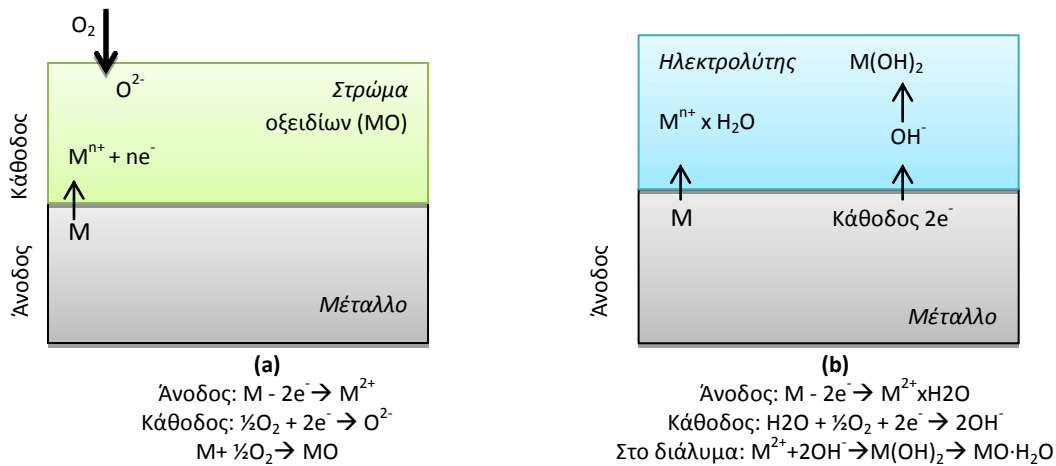 O₂
O²⁻
Στρώμα
οξειδίων (MO)
Mⁿ⁺ + ne⁻
M
Μέταλλο
Κάθοδος
Άνοδος
(a)
Άνοδος: M - 2e⁻→ M²⁺
Κάθοδος: ½O₂ + 2e⁻→ O²⁻
M+ ½O₂→ MO
Ηλεκτρολύτης
M(OH)₂
Mⁿ⁺ x H₂O
OH⁻
M
Κάθοδος 2e⁻
Μέταλλο
Άνοδος
(b)
Άνοδος: M - 2e⁻→ M²⁺xH2O
Κάθοδος: H2O + ½O₂ + 2e⁻→ 2OH⁻
Στο διάλυμα: M²⁺+2OH⁻→M(OH)₂→ MO·H₂O